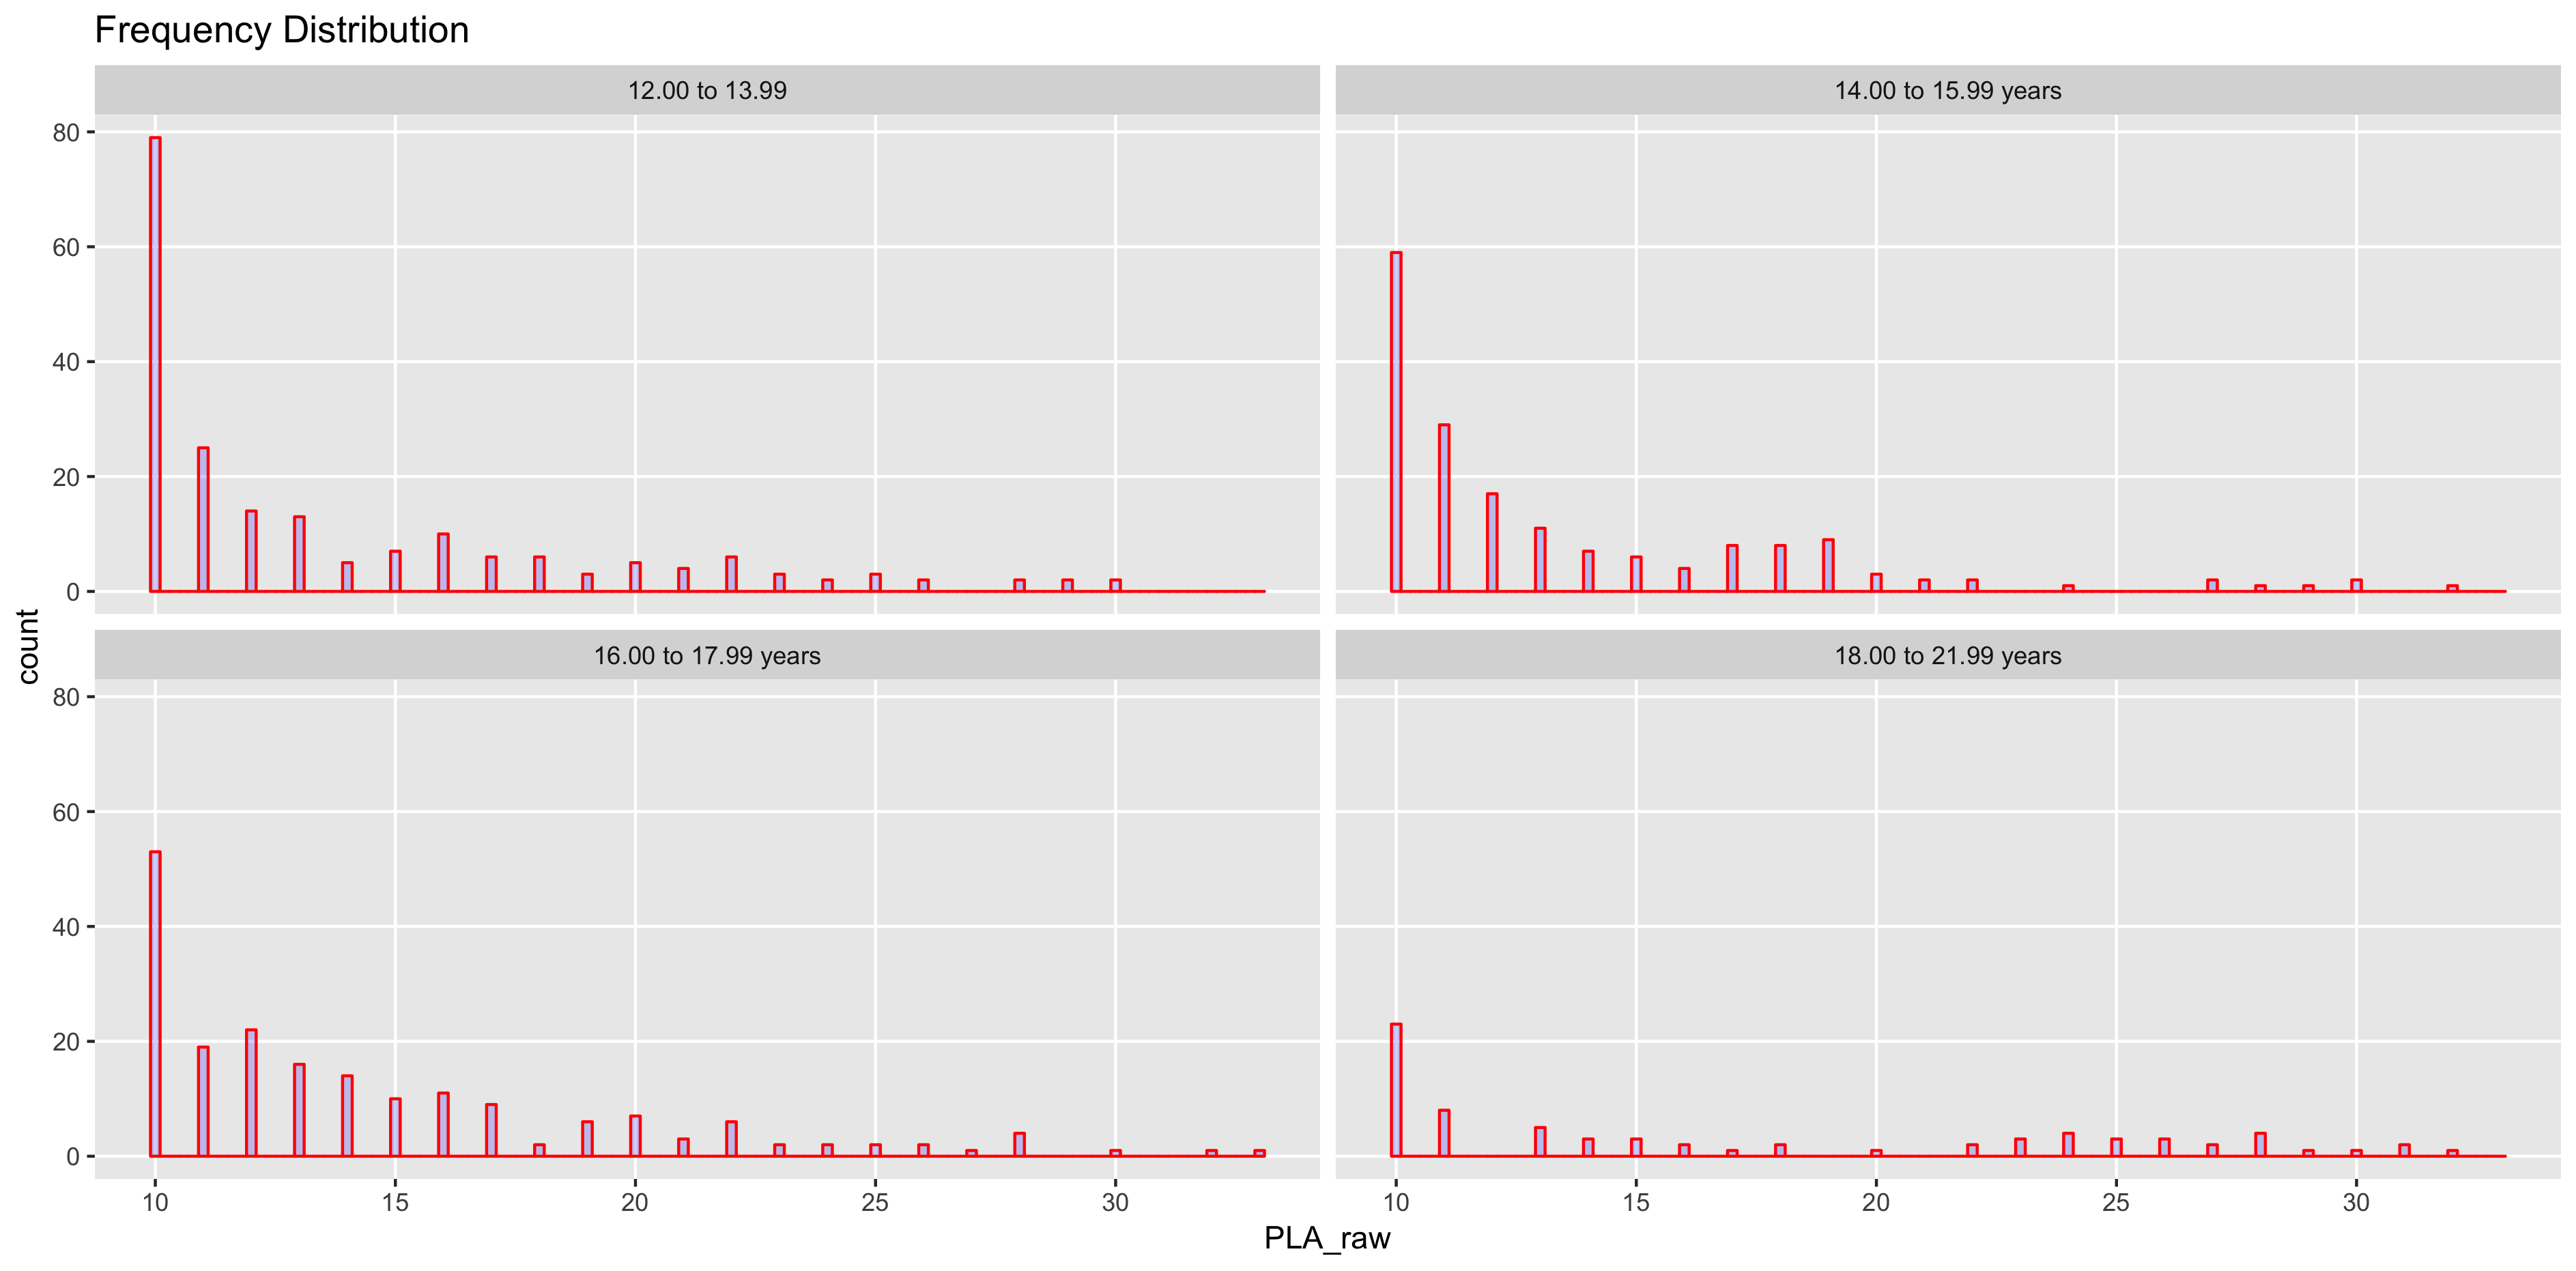 Frequency Distribution
12.00 to 13.99
14.00 to 15.99 years
80
60
40
20
0
16.00 to 17.99 years
18.00 to 21.99 years
80
60
40
20
0
count
10 15 20 25 30
10 15 20 25 30
PLA_raw